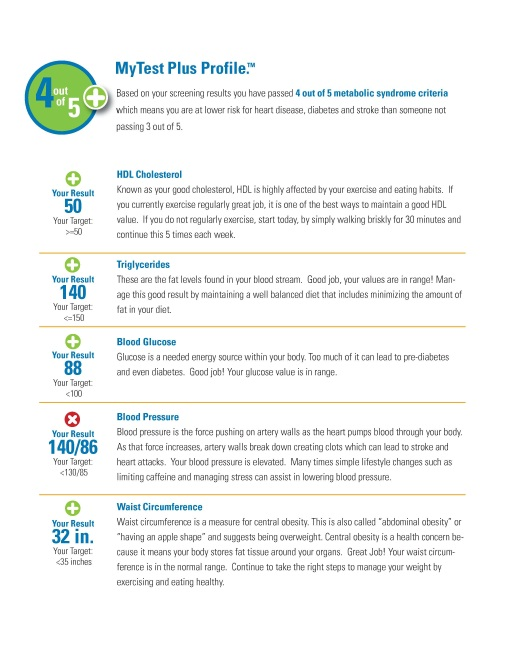 MyTest Plus Profile.™
4 out of 5
Based on your screening results you have passed 4 out of 5 metabolic syndrome criteria
which means you are at lower risk for heart disease, diabetes and stroke than someone not
passing 3 out of 5.
Your Result
50
Your Target:
>=50
HDL Cholesterol
Known as your good cholesterol, HDL is highly affected by your exercise and eating habits. If
you currently exercise regularly great job, it is one of the best ways to maintain a good HDL
value. If you do not regularly exercise, start today, by simply walking briskly for 30 minutes and
continue this 5 times each week.
Your Result
140
Your Target:
<=150
Triglycerides
These are the fat levels found in your blood stream. Good job, your values are in range! Man-
age this good result by maintaining a well balanced diet that includes minimizing the amount of
fat in your diet.
Your Result
88
Your Target:
<100
Blood Glucose
Glucose is a needed energy source within your body. Too much of it can lead to pre-diabetes
and even diabetes. Good job! Your glucose value is in range.
Your Result
140/86
Your Target:
<130/85
Blood Pressure
Blood pressure is the force pushing on artery walls as the heart pumps blood through your body.
As that force increases, artery walls break down creating clots which can lead to stroke and
heart attacks. Your blood pressure is elevated. Many times simple lifestyle changes such as
limiting caffeine and managing stress can assist in lowering blood pressure.
Your Result
32 in.
Your Target:
<35 inches
Waist Circumference
Waist circumference is a measure for central obesity. This is also called “abdominal obesity” or
“having an apple shape” and suggests being overweight. Central obesity is a health concern be-
cause it means your body stores fat tissue around your organs. Great Job! Your waist circum-
ference is in the normal range. Continue to take the right steps to manage your weight by
exercising and eating healthy.